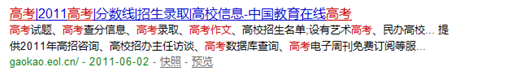 高考|2011高考|分数线|招生录取|高校信息-中国教育在线高考
高考试题、高考查分信息、高考录取、高考作文、高校招生名单:设有艺术高考、民办高校... 提
供2011年高招咨询、高校招办主任访谈、高考数据库查询、高考电子周刊免费订阅等服...
gaokao.eol.cn/ - 2011-06-02 - 快照 - 预览